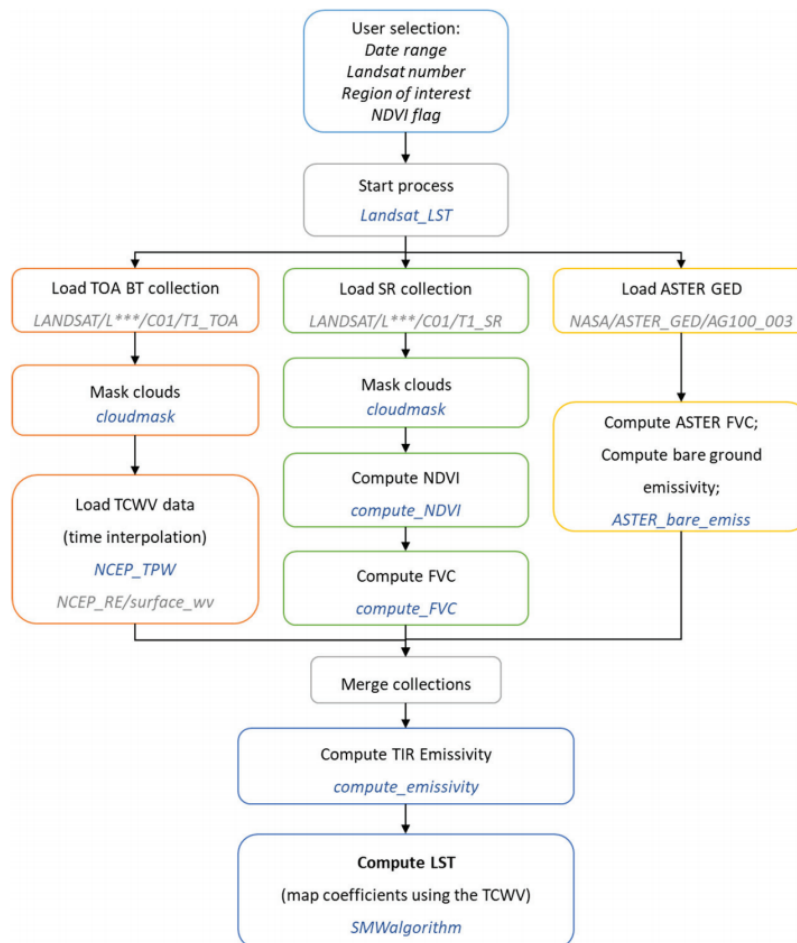 User selection:
Date range
Landsat number
Region of interest
NDVI flag
Start process
Landsat_LST
Load TOA BT collection
LANDSAT/L***/C01/T1_TOA
Mask clouds
cloudmask
Load TCWV data
(time interpolation)
NCEP_TPW
NCEP_RE/surface_wv
Load SR collection
LANDSAT/L***/C01/T1_SR
Mask clouds
cloudmask
Compute NDVI
compute_NDVI
Compute FVC
compute_FVC
Load ASTER GED
NASA/ASTER_GED/AG100_003
Compute ASTER FVC;
Compute bare ground
emissivity;
ASTER_bare_emiss
Merge collections
Compute TIR Emissivity
compute_emissivity
Compute LST
(map coefficients using the TCWV)
SMWalgorithm